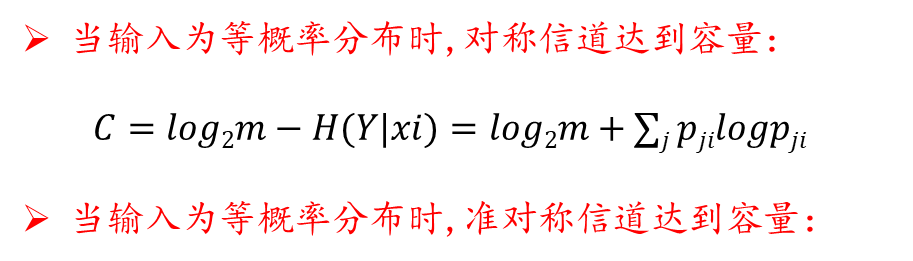 ➢ 当输入为等概率分布时,对称信道达到容量:
C = log₂m − H(Y|xi) = log₂m + ∑ⱼ pⱼᵢlogpⱼᵢ
➢ 当输入为等概率分布时,准对称信道达到容量: